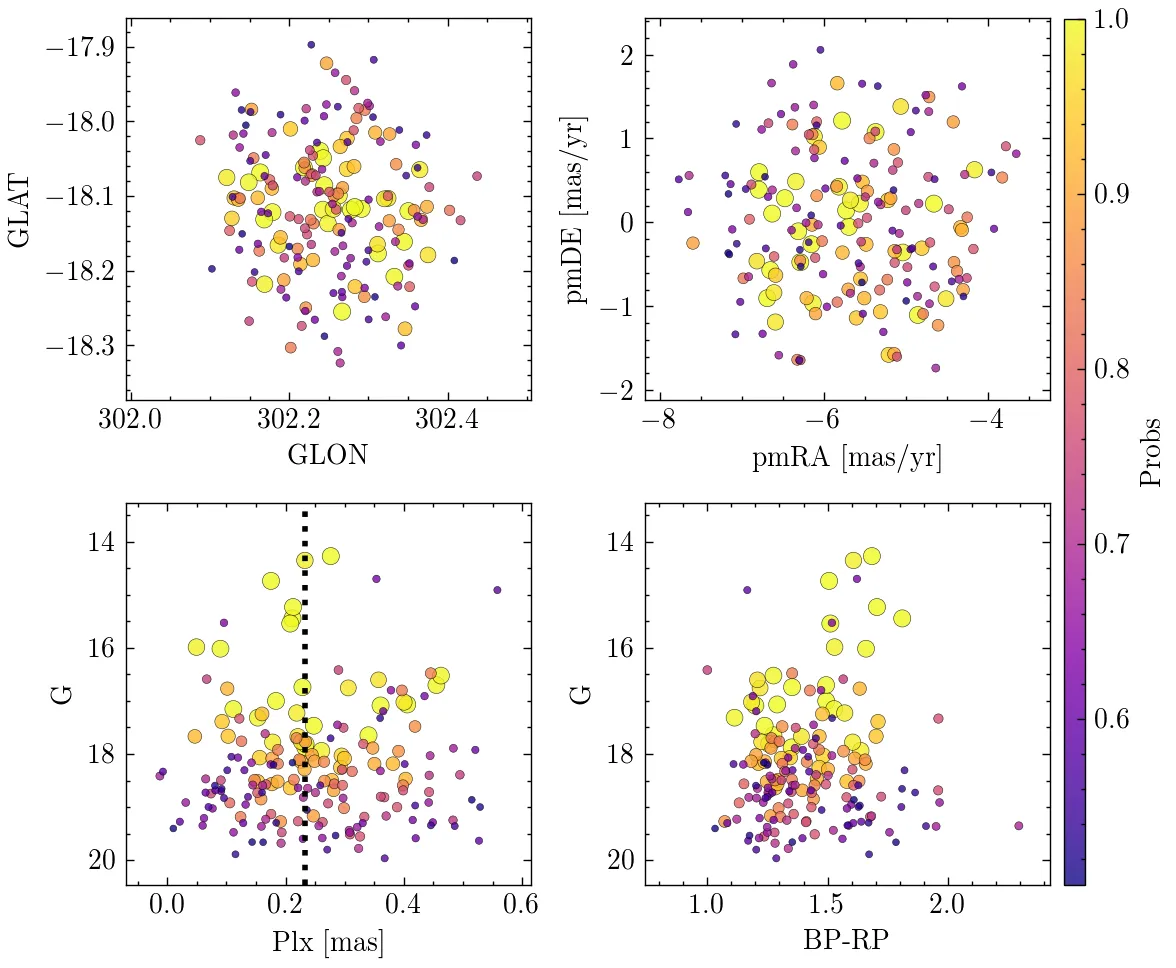 −17.9
−18.0
−18.1
−18.2
−18.3
GLAT
302.0 302.2 302.4
GLON
2
1
0
−1
−2
pmDE [mas/yr]
−8 −6 −4
pmRA [mas/yr]
1.0
0.9
0.8
0.7
0.6
Probs
14
16
18
20
G
0.0 0.2 0.4 0.6
Plx [mas]
14
16
18
20
G
1.0 1.5 2.0
BP-RP